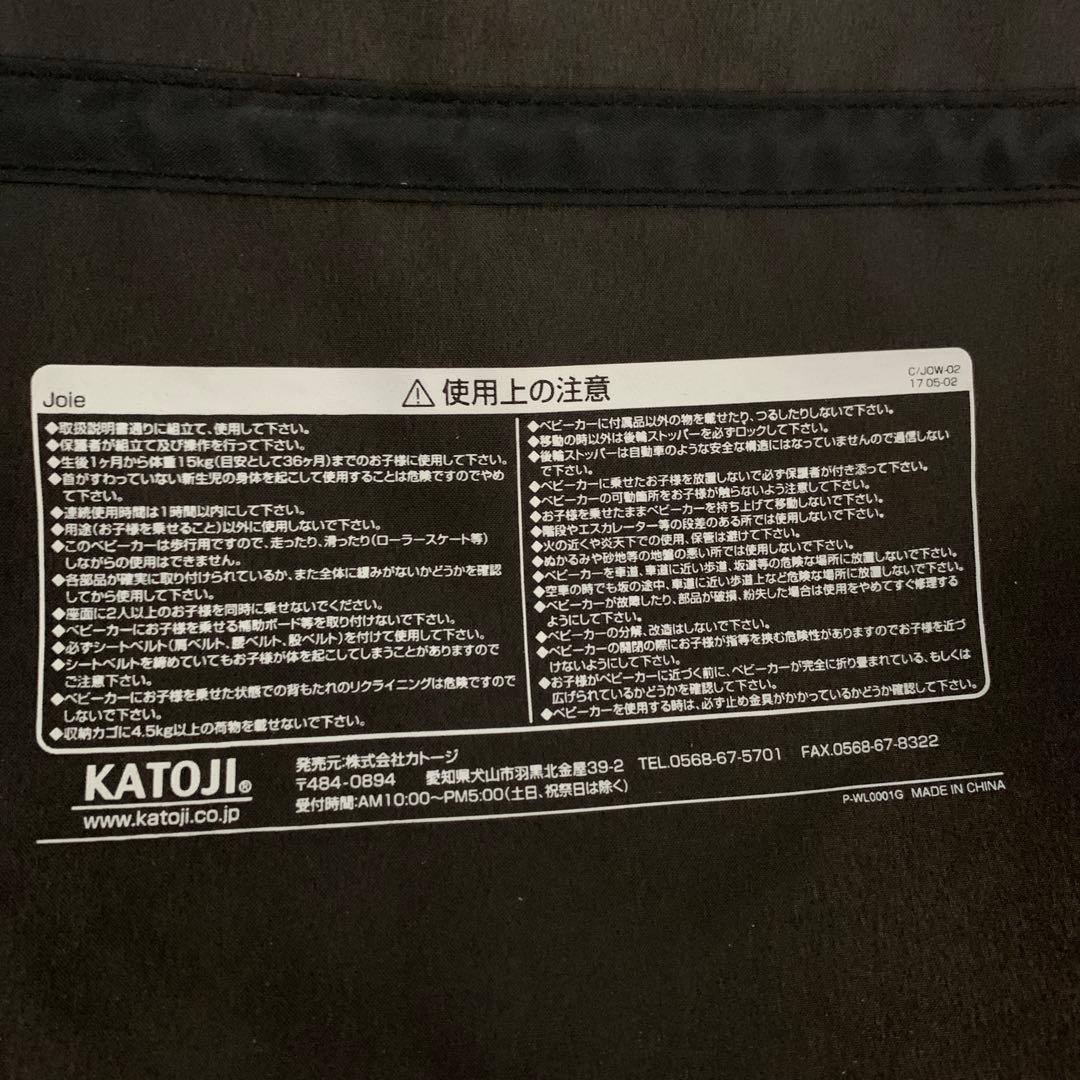 Joie
⚠使用上の注意
C/JOW-02
17 05-02
◆取扱説明書通りに組立て、使用して下さい。
◆保護者が組立て及び操作を行って下さい。
◆生後1ヶ月から体重15kg(目安として36ヶ月)までのお子様に使用して下さい。
◆首がすわっていない新生児の身体を起こして使用することは危険ですのでやめ
て下さい。
◆連続使用時間は1時間以内にして下さい。
◆用途(お子様を乗せること)以外に使用しないで下さい。
◆このベビーカーは歩行用ですので、走ったり、滑ったり(ローラースケート等)
しながらの使用はできません。
◆各部品が確実に取り付けられているか、また全体に緩みがないかどうかを確認
してから使用して下さい。
◆座面に2人以上のお子様を同時に乗せないでください。
◆ベビーカーにお子様を乗せる補助ボード等を取り付けないで下さい。
◆必ずシートベルト(肩ベルト、腰ベルト、股ベルト)を付けて使用して下さい。
◆シートベルトを締めていてもお子様が体を起こしてしまうことがありますので
ご注意下さい。
◆ベビーカーにお子様を乗せた状態での背もたれのリクライニングは危険ですので
しないで下さい。
◆収納カゴに4.5kg以上の荷物を載せないで下さい。
◆ベビーカーに付属品以外の物を載せたり、つるしたりしないで下さい。
◆移動の時以外は後輪ストッパーを必ずロックして下さい。
◆後輪ストッパーは自動車のような安全な構造にはなっていませんので過信しない
で下さい。
◆ベビーカーに乗せたお子様を放置しないで必ず保護者が付き添って下さい。
◆ベビーカーの可動箇所をお子様が触らないよう注意して下さい。
◆お子様を乗せたままベビーカーを持ち上げて移動しないで下さい。
◆階段やエスカレーター等の段差のある所では使用しないで下さい。
◆火の近くや炎天下での使用、保管は避けて下さい。
◆ぬかるみや砂地等の地盤の悪い所では使用しないで下さい。
◆ベビーカーを車道、車道に近い歩道、坂道等の危険な場所に放置しないで下さい。
◆空車の時でも坂の途中、車道に近い歩道上など危険な場所に放置しないで下さい。
◆ベビーカーが故障したり、部品が破損、紛失した場合は使用をやめてすぐ修理する
ようにして下さい。
◆ベビーカーの分解、改造はしないで下さい。
◆ベビーカーの開閉の際にお子様が指等を挟む危険性がありますのでお子様を近づ
けないようにして下さい。
◆お子様がベビーカーに近づく前に、ベビーカーが完全に折り畳まれている、もしくは
広げられているかどうかを確認して下さい。
◆ベビーカーを使用する時は、必ず止め金具がかかっているかどうか確認して下さい。
KATOJI®
www.katoji.co.jp
発売元:株式会社カトージ
〒484-0894 愛知県犬山市羽黒北金屋39-2 TEL.0568-67-5701 FAX.0568-67-8322
受付時間:AM10:00〜PM5:00(土日、祝祭日は除く)
P-WL0001G MADE IN CHINA